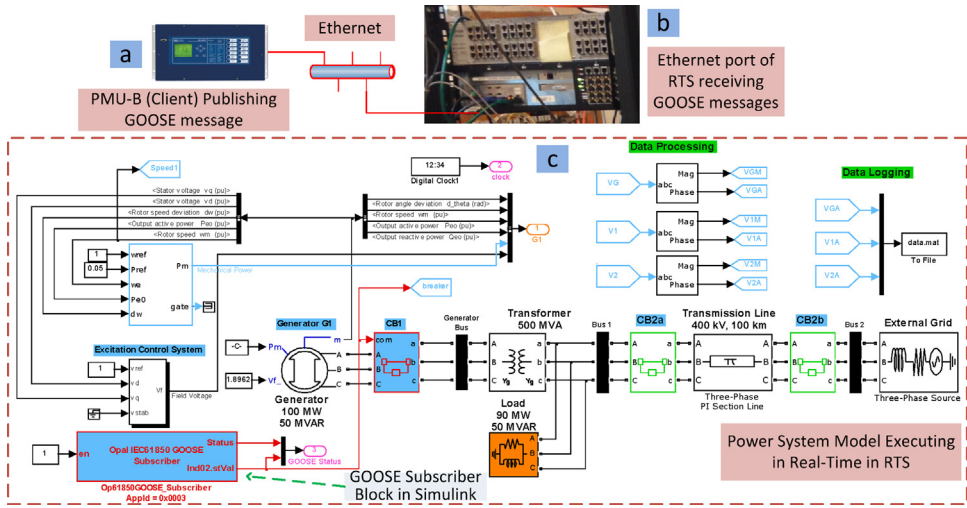 a
Ethernet
b
PMU-B (Client) Publishing
GOOSE message
Ethernet port of
RTS receiving
GOOSE messages
c
Speed1
<Stator voltage vq (pu)>
<Stator voltage vd (pu)>
<Rotor speed deviation dw (pu)>
<Output active power Peo (pu)>
<Rotor speed wm (pu)>
12:34
Digital Clock1
2
clock
<Rotor angle deviation d_theta (rad)>
<Rotor speed wm (pu)>
<Output active power Peo (pu)>
<Output reactive power Qeo (pu)>
1
G1
Data Processing
VG
abc
Mag
Phase
VGM
VGA
V1
abc
Mag
Phase
V1M
V1A
V2
abc
Mag
Phase
V2M
V2A
Data Logging
VGA
V1A
V2A
data.mat
To File
1
0.05
wref
Pref
we
Pe0
dw
Pm
gate
Mechanical Power
breaker
Excitation Control System
1
vref
vd
vq
vstab
Vf
Field Voltage
Generator G1
-C-
Pm
1.8962
Vf_
m
A
B
C
Generator
100 MW
50 MVAR
CB1
com
A
B
C
a
b
c
Generator
Bus
Transformer
500 MVA
A
B
C
a
b
c
Yg
Yg
Bus 1
Load
90 MW
50 MVAR
A
B
C
CB2a
A
B
C
a
b
c
Transmission Line
400 kV, 100 km
A
B
C
A
B
C
Three-Phase
PI Section Line
CB2b
A
B
C
a
b
c
Bus 2
External Grid
A
B
C
Three-Phase Source
1
en
Opal IEC61850 GOOSE
Subscriber
Status
Ind02.stVal
Op61850GOOSE_Subscriber
AppId = 0x0003
3
GOOSE Status
GOOSE Subscriber
Block in Simulink
Power System Model Executing
in Real-Time in RTS